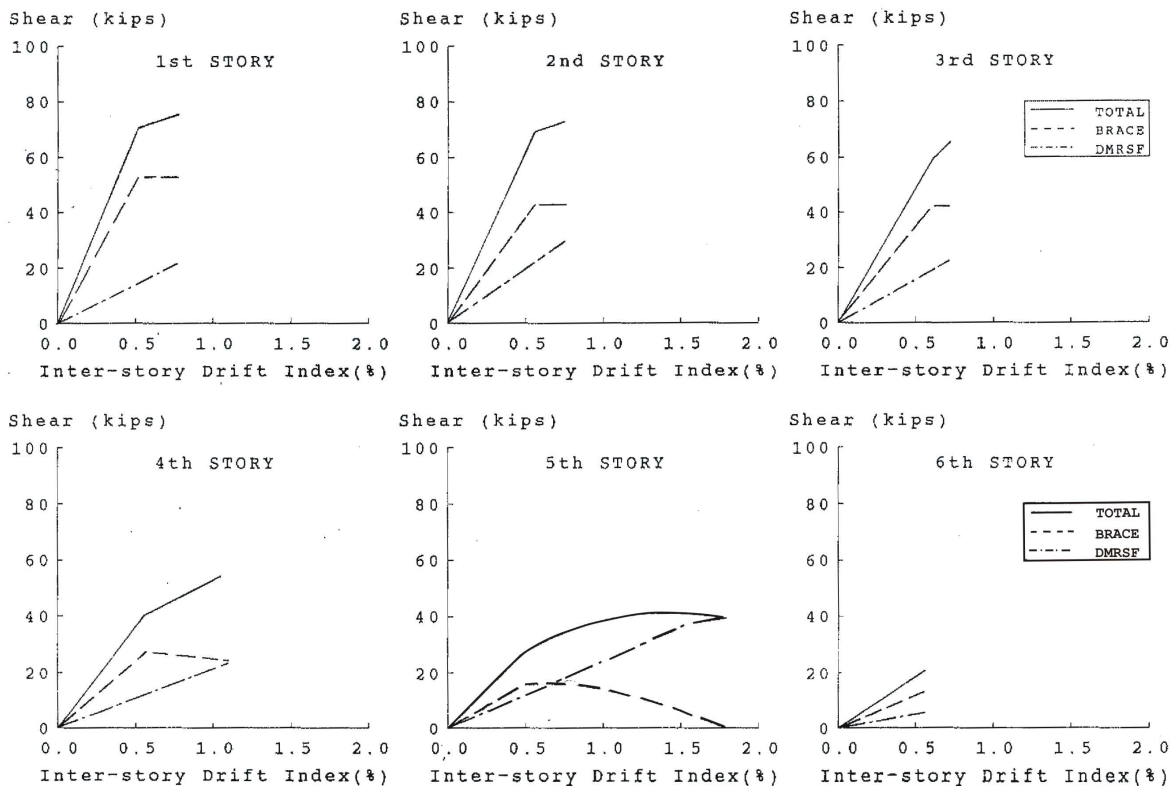 Shear (kips)
100
80
60
40
20
0
1st STORY
0.0 0.5 1.0 1.5 2.0
Inter-story Drift Index(%)
Shear (kips)
100
80
60
40
20
0
2nd STORY
0.0 0.5 1.0 1.5 2.0
Inter-story Drift Index(%)
Shear (kips)
100
80
60
40
20
0
3rd STORY
TOTAL
BRACE
DMRSF
0.0 0.5 1.0 1.5 2.0
Inter-story Drift Index(%)
Shear (kips)
100
80
60
40
20
0
4th STORY
0.0 0.5 1.0 1.5 2.0
Inter-story Drift Index(%)
Shear (kips)
100
80
60
40
20
0
5th STORY
0.0 0.5 1.0 1.5 2.0
Inter-story Drift Index(%)
Shear (kips)
100
80
60
40
20
0
6th STORY
TOTAL
BRACE
DMRSF
0.0 0.5 1.0 1.5 2.0
Inter-story Drift Index(%)